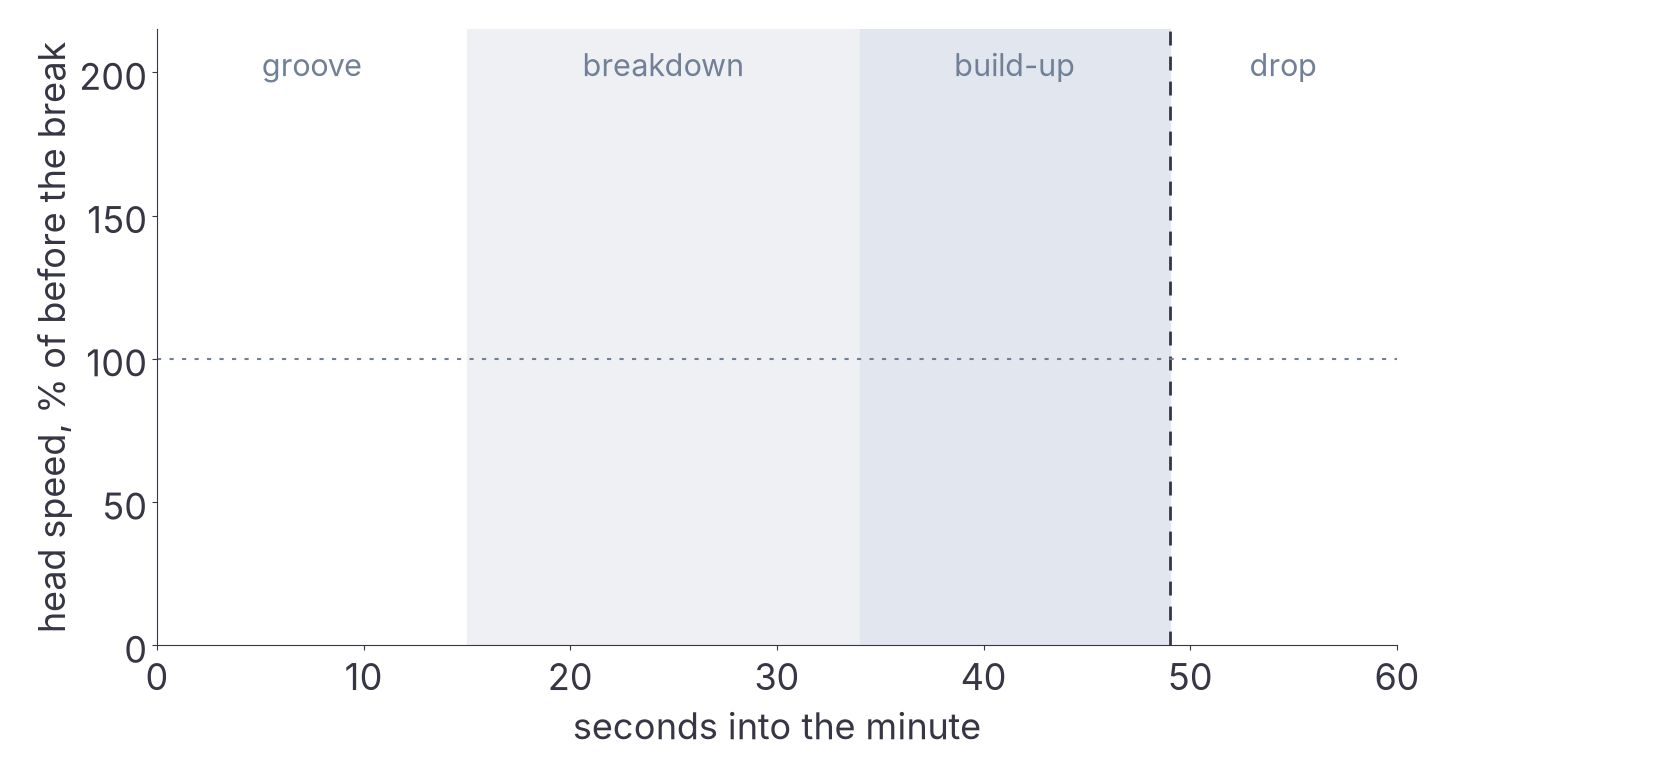 head speed, % of before the break
200
150
100
50
0
groove
breakdown
build-up
drop
0
10
20
30
40
50
60
seconds into the minute